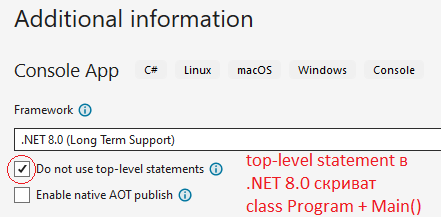 Additional information
Console App C# Linux macOS Windows Console
Framework
.NET 8.0 (Long Term Support)
Do not use top-level statements
Enable native AOT publish
top-level statement в
.NET 8.0 скриват
class Program + Main()